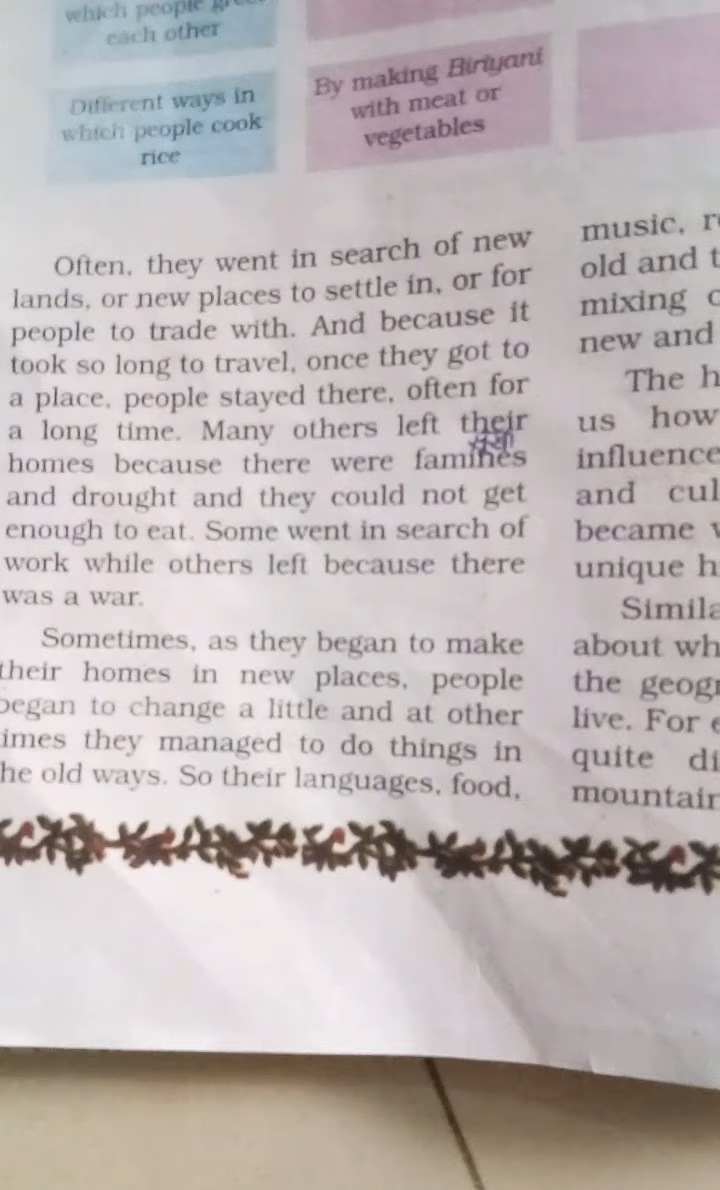 which people
each other
Different ways in
which people cook
rice
By making Biriyani
with meat or
vegetables
Often, they went in search of new
lands, or new places to settle in, or for
people to trade with. And because it
took so long to travel, once they got to
a place, people stayed there, often for
a long time. Many others left their
homes because there were famines
and drought and they could not get
enough to eat. Some went in search of
work while others left because there
was a war.
Sometimes, as they began to make
their homes in new places, people
began to change a little and at other
times they managed to do things in
the old ways. So their languages, food,
music,
old and
mixing
new and
The
us how
influence
and
became
unique
about
the
live. For
quite